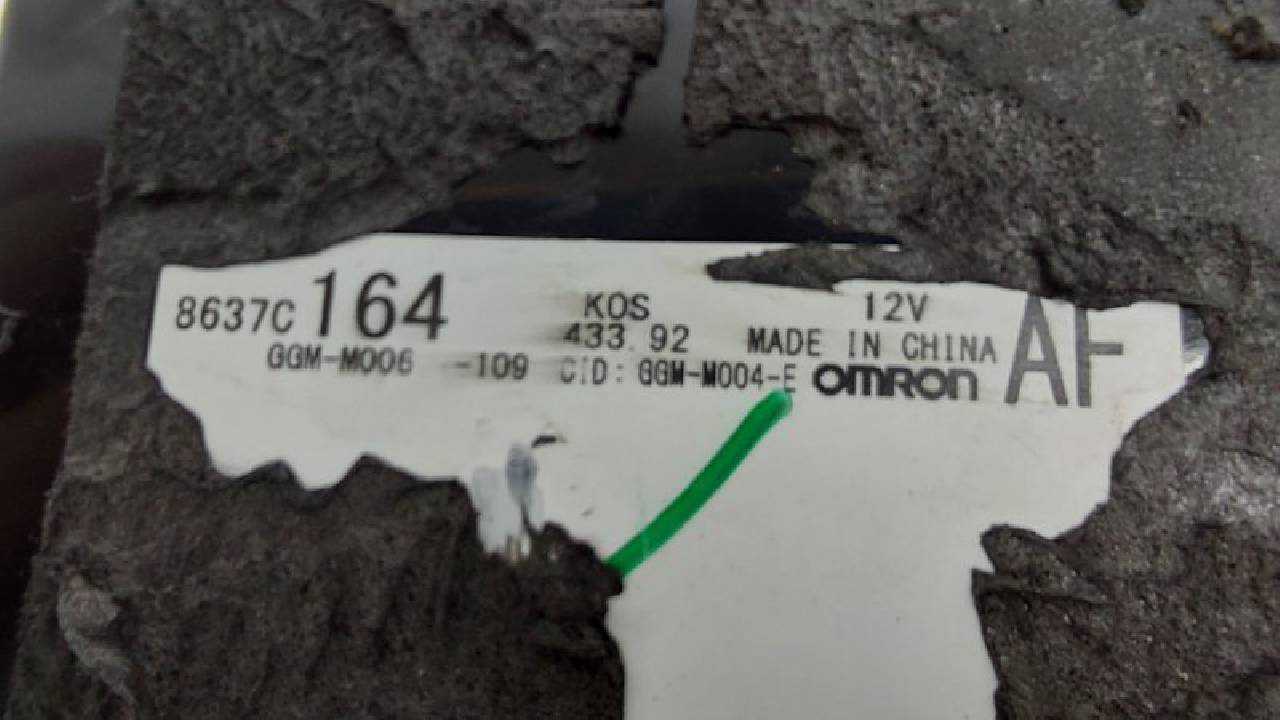 8637C 164 KOS 12V AF
433.92 MADE IN CHINA
GGM-M006 -109 CID: GGM-M004-E OMRON